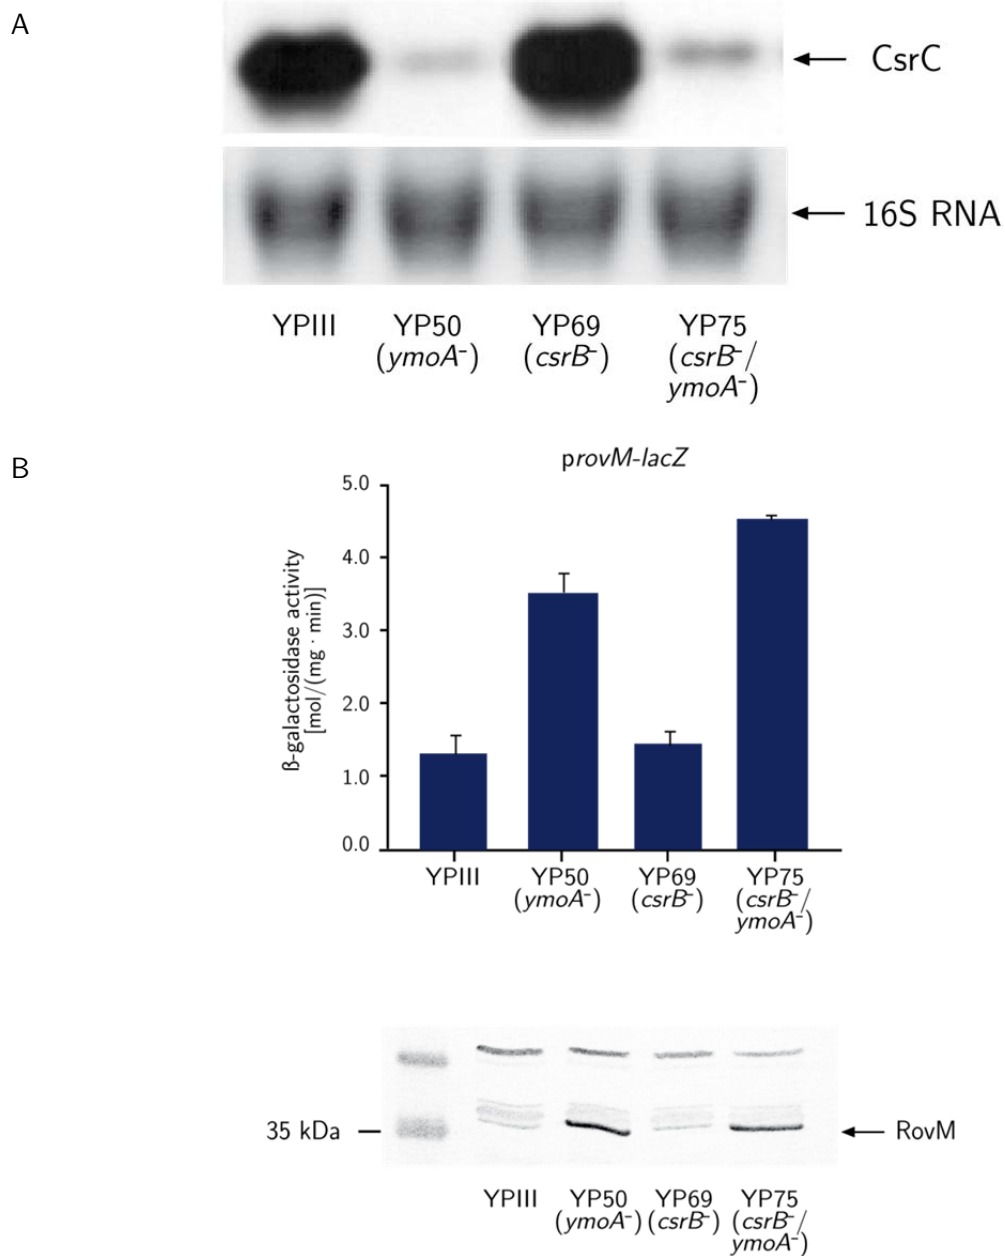 A
CsrC
16S RNA
YPIII YP50 YP69 YP75
(ymoA-) (csrB-) (csrB-/
ymoA-)
B
provM-lacZ
ß-galactosidase activity
[mol/(mg · min)]
5.0
4.0
3.0
2.0
1.0
0.0
YPIII YP50 YP69 YP75
(ymoA-) (csrB-) (csrB-/
ymoA-)
35 kDa
RovM
YPIII YP50 YP69 YP75
(ymoA-) (csrB-) (csrB-/
ymoA-)